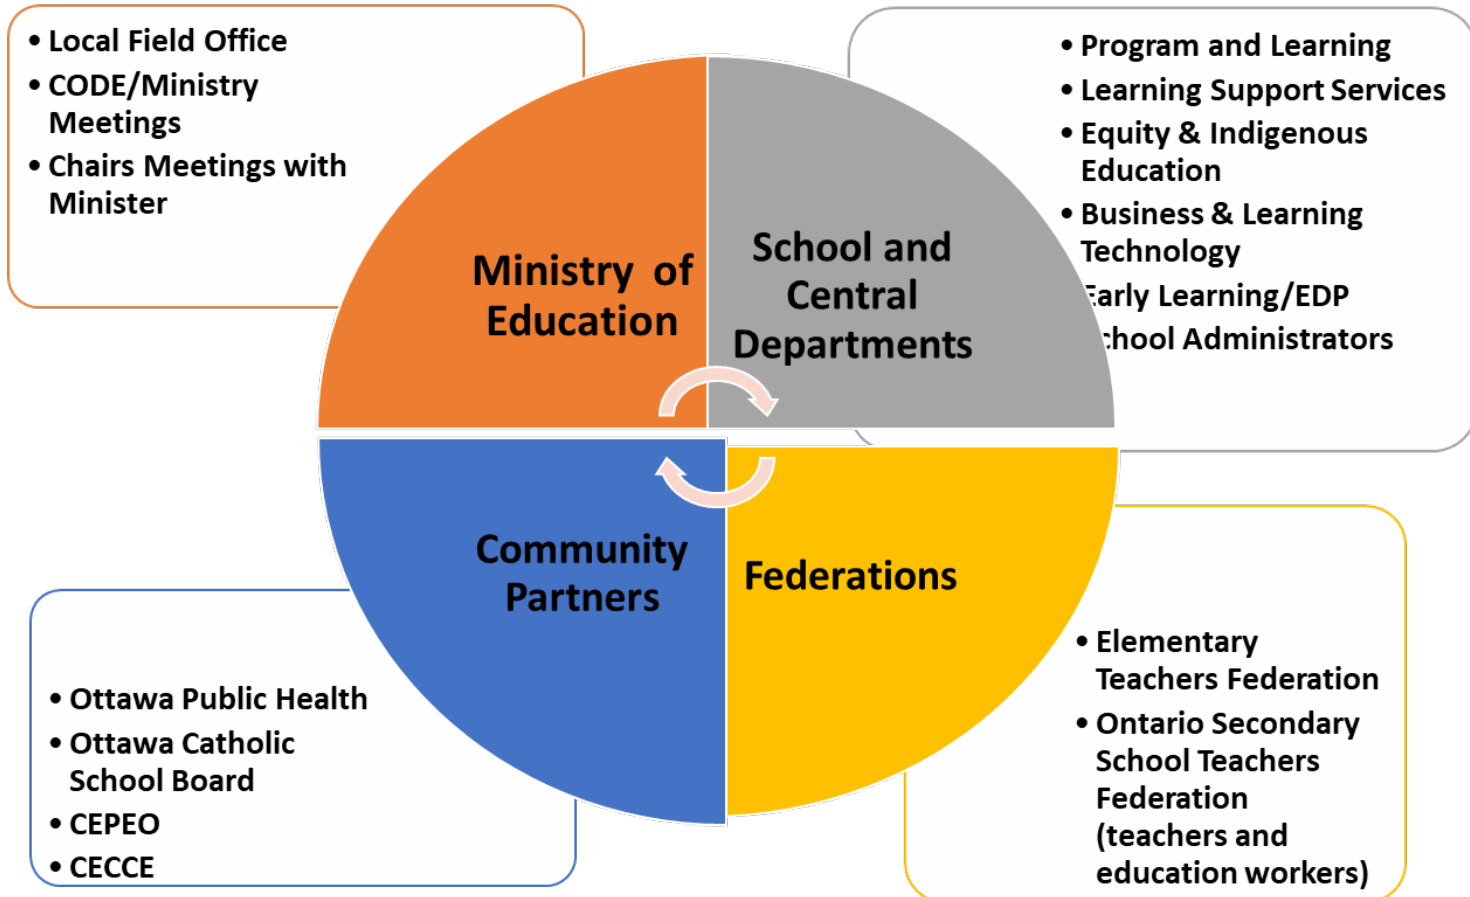 • Local Field Office
• CODE/Ministry
Meetings
• Chairs Meetings with
Minister
Ministry of
Education
• Program and Learning
• Learning Support Services
• Equity & Indigenous
Education
• Business & Learning
Technology
Early Learning/EDP
chool Administrators
School and
Central
Departments
Community
Partners
• Ottawa Public Health
• Ottawa Catholic
School Board
• CEPEO
• CECCE
Federations
• Elementary
Teachers Federation
• Ontario Secondary
School Teachers
Federation
(teachers and
education workers)